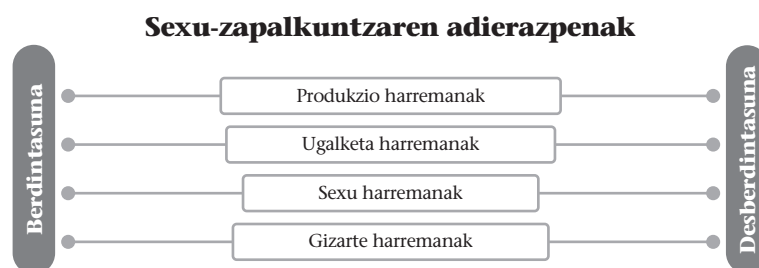 Sexu-zapalkuntzaren adierazpenak
Berdintasuna
Produkzio harremanak
Ugalketa harremanak
Sexu harremanak
Gizarte harremanak
Desberdintasuna